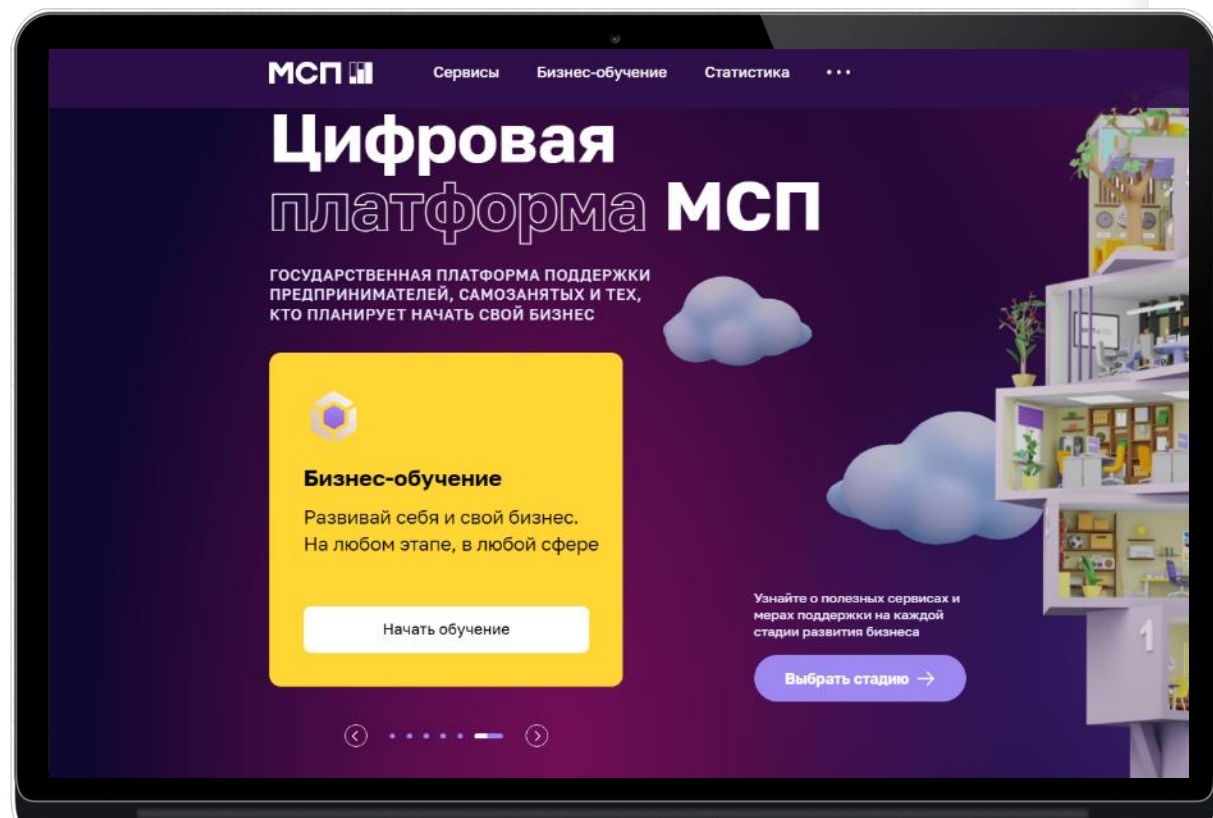 МСП
Сервисы Бизнес-обучение Статистика
Цифровая
платформа МСП
ГОСУДАРСТВЕННАЯ ПЛАТФОРМА ПОДДЕРЖКИ
ПРЕДПРИНИМАТЕЛЕЙ, САМОЗАНЯТЫХ И ТЕХ,
КТО ПЛАНИРУЕТ НАЧАТЬ СВОЙ БИЗНЕС
Бизнес-обучение
Развивай себя и свой бизнес.
На любом этапе, в любой сфере
Начать обучение
Узнайте о полезных сервисах и
мерах поддержки на каждой
стадии развития бизнеса
Выбрать стадию →
1